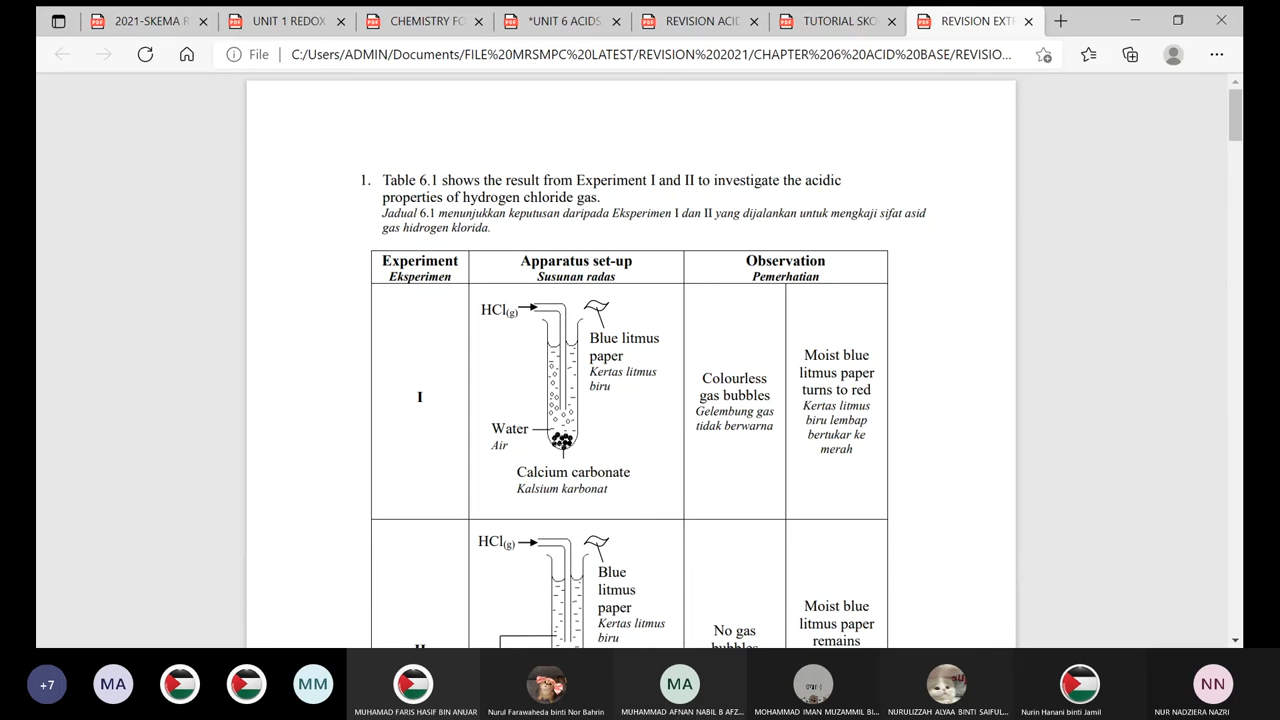 2021-SKEMA R
UNIT 1 REDOX
CHEMISTRY FO
*UNIT 6 ACIDS
REVISION ACID
TUTORIAL SKO
REVISION EXTE
File
C:/Users/ADMIN/Documents/FILE%20MRSMPC%20LATEST/REVISION%202021/CHAPTER%206%20ACID%20BASE/REVISIO...
1. Table 6.1 shows the result from Experiment I and II to investigate the acidic
properties of hydrogen chloride gas.
Jadual 6.1 menunjukkan keputusan daripada Eksperimen I dan II yang dijalankan untuk mengkaji sifat asid
gas hidrogen klorida.
Experiment
Eksperimen
Apparatus set-up
Susunan radas
Observation
Pemerhatian
I
HCl(g)
Blue litmus
paper
Kertas litmus
biru
Water
Air
Calcium carbonate
Kalsium karbonat
Colourless
gas bubbles
Gelembung gas
tidak berwarna
Moist blue
litmus paper
turns to red
Kertas litmus
biru lembap
bertukar ke
merah
II
HCl(g)
Blue
litmus
paper
Kertas litmus
biru
No gas
bubbles
Moist blue
litmus paper
remains
+7
MA
MM
MUHAMAD FARIS HASIF BIN ANUAR
Nurul Farawaheda binti Nor Bahrin
MA
MUHAMMAD AFNAN NABIL B AFZ...
MOHAMMAD IMAN MUZAMMIL BI...
NURULIZZAH ALYAA BINTI SAIFUL...
Nurin Hanani binti Jamil
NN
NUR NADZIERA NAZRI